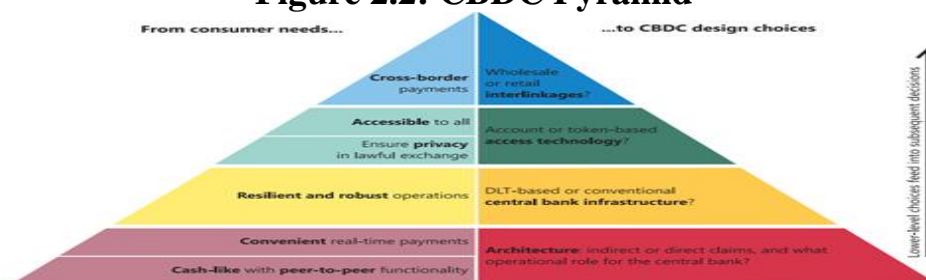 Figure 2.2: CBDC Pyramid
From consumer needs...
...to CBDC design choices
Cross-border
payments
Wholesale
or retail
interlinkages?
Accessible to all
Ensure privacy
in lawful exchange
Account or token-based
access technology?
Resilient and robust operations
DLT-based or conventional
central bank infrastructure?
Convenient real-time payments
Cash-like with peer-to-peer functionality
Architecture: indirect or direct claims, and what
operational role for the central bank?
Lower-level choices feed into subsequent decisions